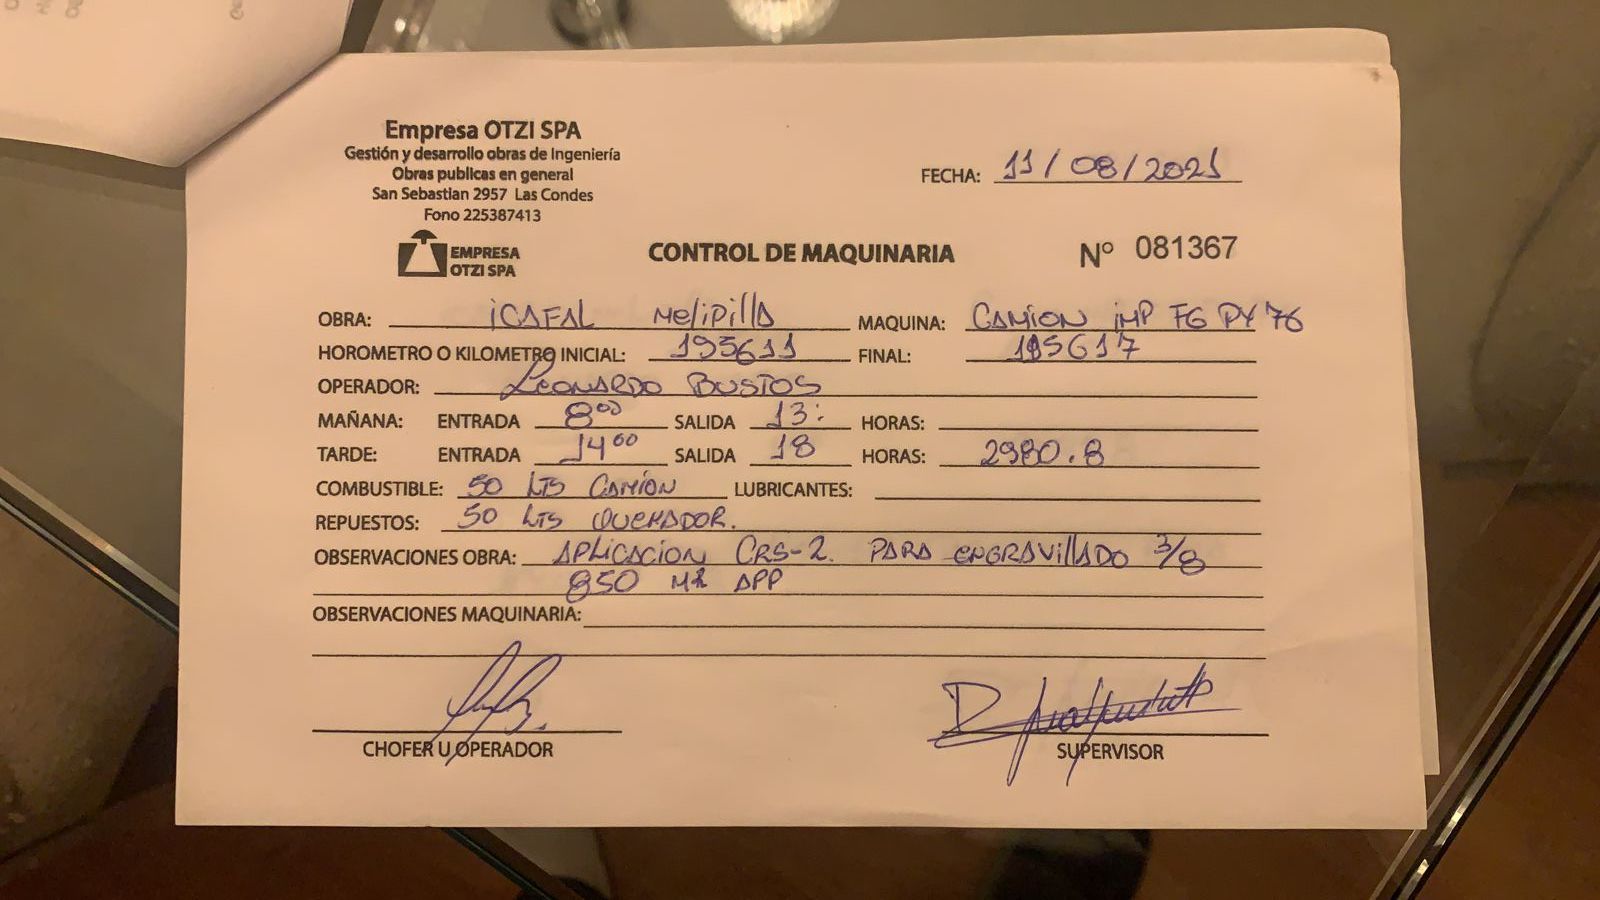 Empresa OTZI SPA
Gestión y desarrollo obras de Ingeniería
Obras publicas en general
San Sebastian 2957 Las Condes
Fono 225387413
EMPRESA
OTZI SPA
FECHA: 11/08/2021
CONTROL DE MAQUINARIA Nº 081367
OBRA: ICAFAL Melipilla MAQUINA: CAMION IMP FG PY 76
HOROMETRO O KILOMETRO INICIAL: 195611 FINAL: 195617
OPERADOR: LEONARDO BUSTOS
MAÑANA: ENTRADA 8:00 SALIDA 13: HORAS:
TARDE: ENTRADA 14:00 SALIDA 18 HORAS: 2980.8
COMBUSTIBLE: 50 LTS CAMIÓN LUBRICANTES:
REPUESTOS: 50 LTS QUEMADOR.
OBSERVACIONES OBRA: APLICACION CRS-2. PARA ENGRAVILLADO 3/8
850 APP
OBSERVACIONES MAQUINARIA:
CHOFER U OPERADOR SUPERVISOR